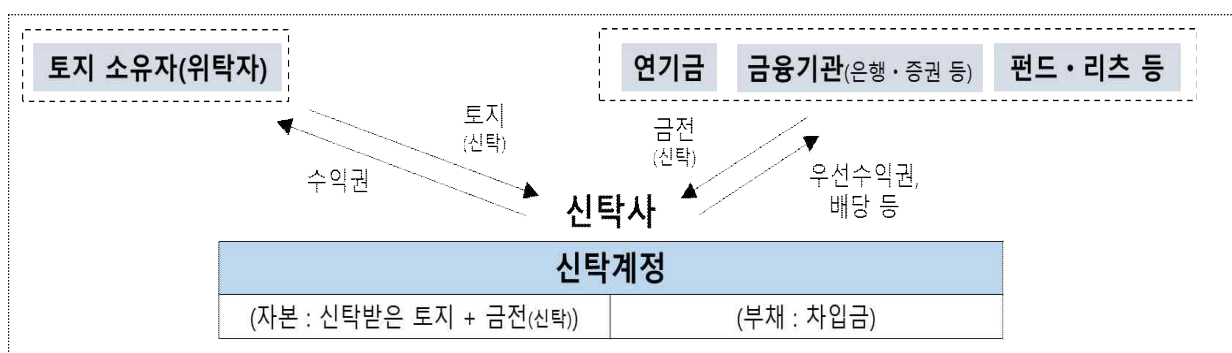 토지 소유자(위탁자)
연기금
금융기관(은행・증권 등)
펀드・리츠 등
토지
(신탁)
수익권
금전
(신탁)
우선수익권,
배당 등
신탁사
신탁계정
(자본 : 신탁받은 토지 + 금전(신탁))
(부채 : 차입금)